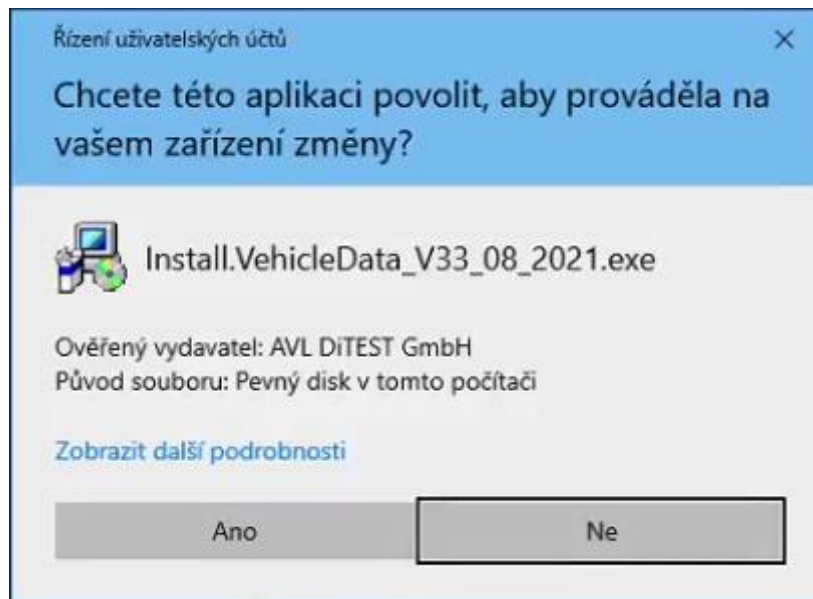 Řízení uživatelských účtů
Chcete této aplikaci povolit, aby prováděla na
vašem zařízení změny?
Install.VehicleData_V33_08_2021.exe
Ověřený vydavatel: AVL DiTEST GmbH
Původ souboru: Pevný disk v tomto počítači
Zobrazit další podrobnosti
Ano
Ne